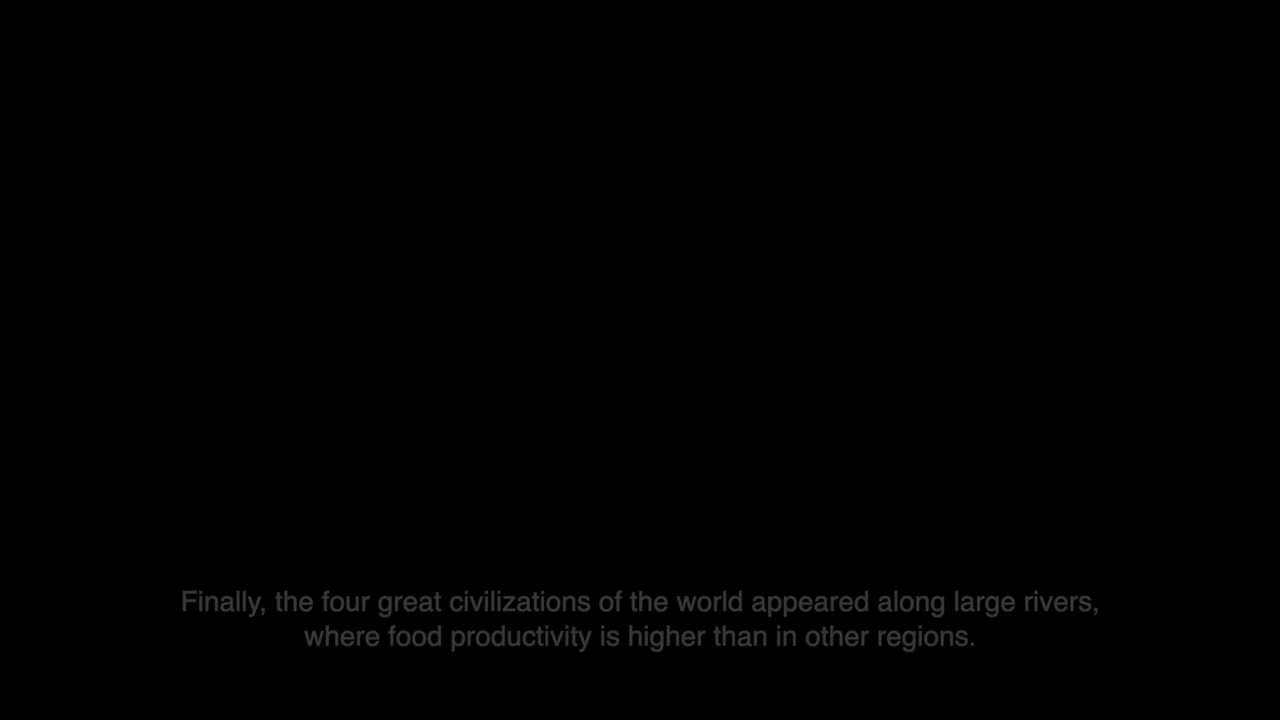 Finally, the four great civilizations of the world appeared along large rivers,
where food productivity is higher than in other regions.